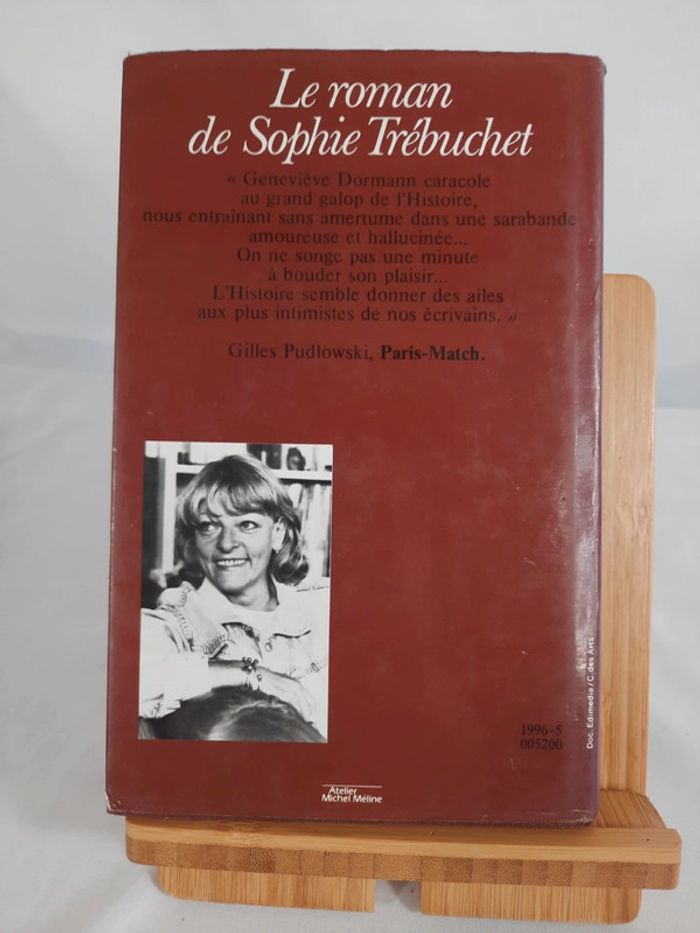 Le roman
de Sophie Trébuchet
« Geneviève Dormann caracole
au grand galop de l'Histoire,
nous entraînant sans amertume dans une sarabande
amoureuse et hallucinée...
On ne songe pas une minute
à bouder son plaisir...
L'Histoire semble donner des ailes
aux plus intimistes de nos écrivains. »
Gilles Pudlowski, Paris-Match.
Doc. Edimedia/C. des Arts
1996-5
005200
Atelier
Michel Méline